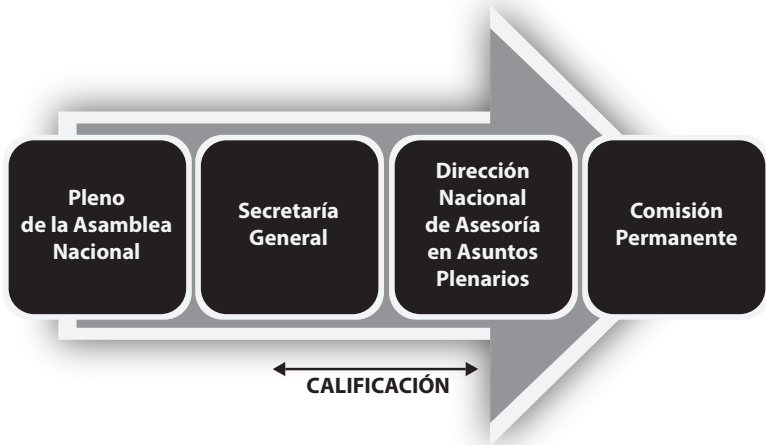 Pleno
de la Asamblea
Nacional
Secretaría
General
Dirección
Nacional
de Asesoría
en Asuntos
Plenarios
Comisión
Permanente
CALIFICACIÓN